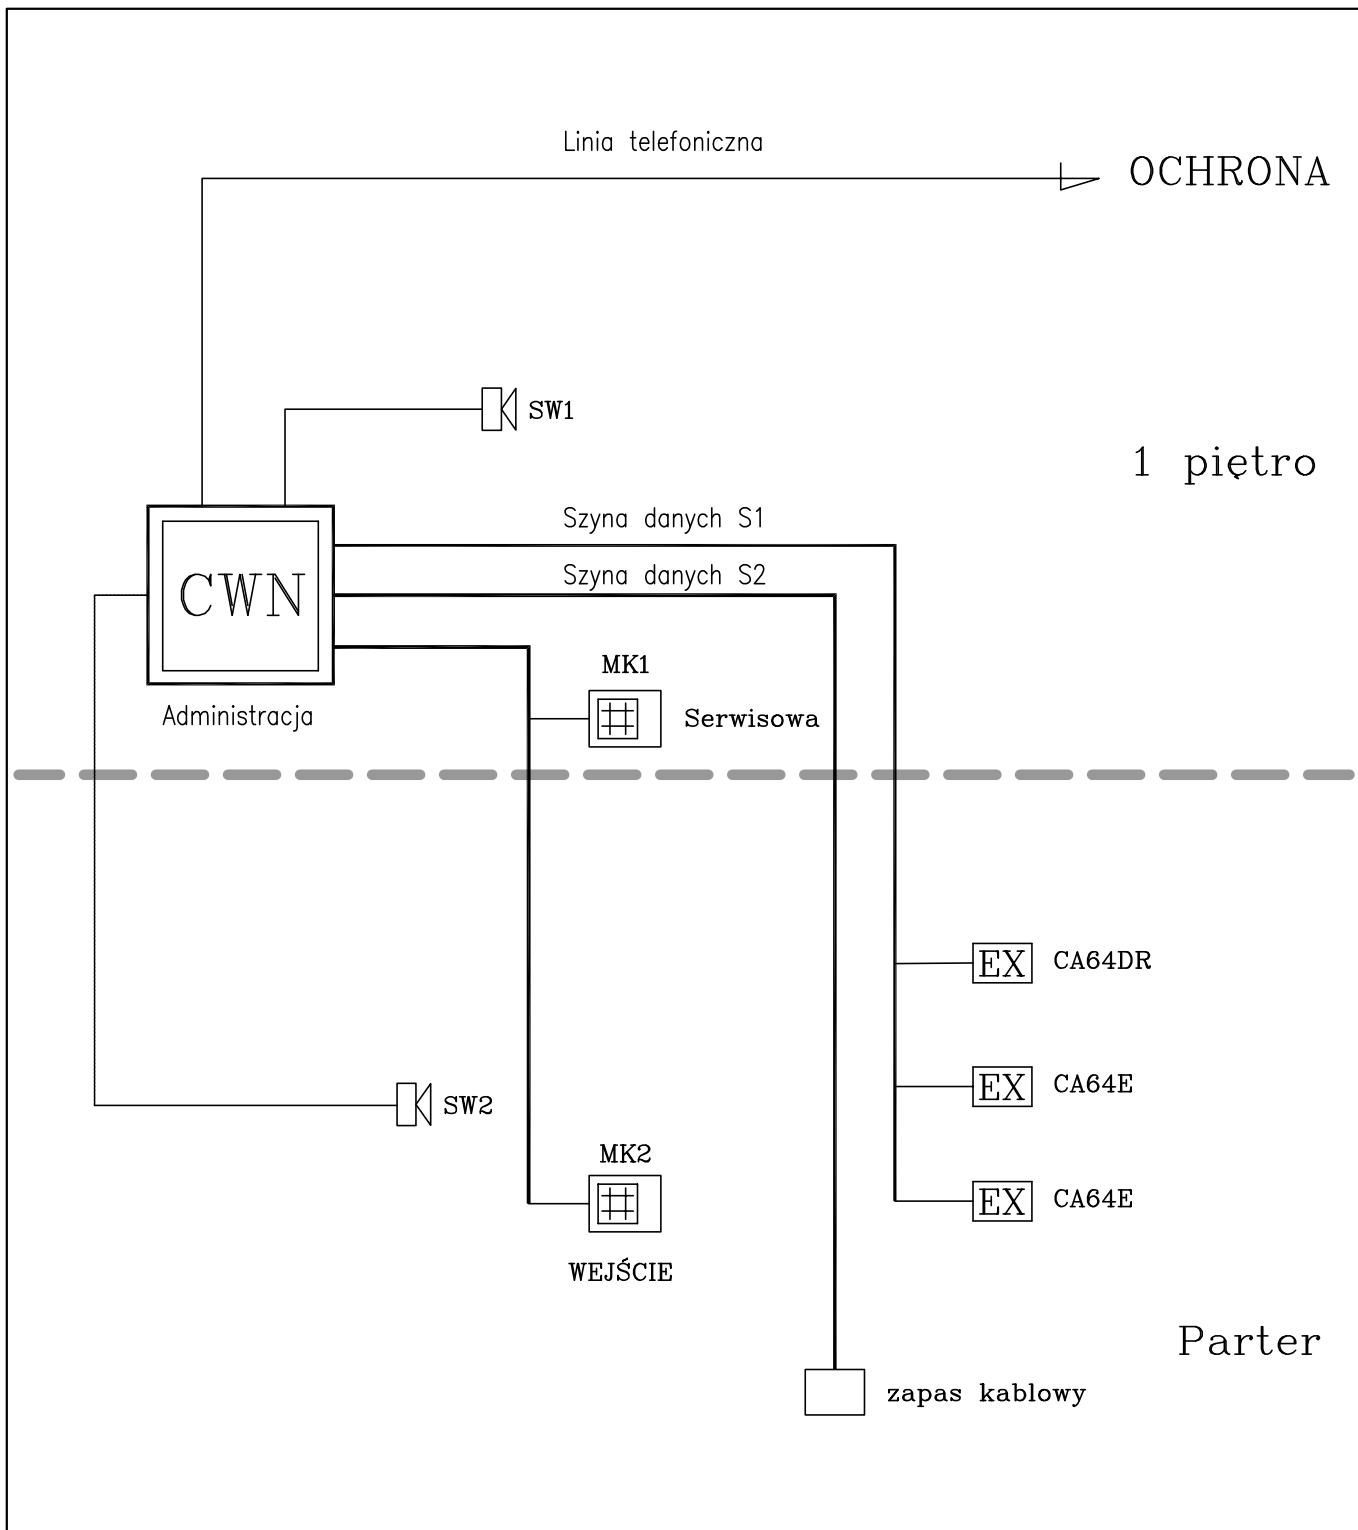 Linia telefoniczna
OCHRONA
SW1
1 piętro
Szyna danych S1
Szyna danych S2
CWN
MK1
Serwisowa
Administracja
EX CA64DR
EX CA64E
SW2
MK2
EX CA64E
WEJŚCIE
Parter
zapas kablowy